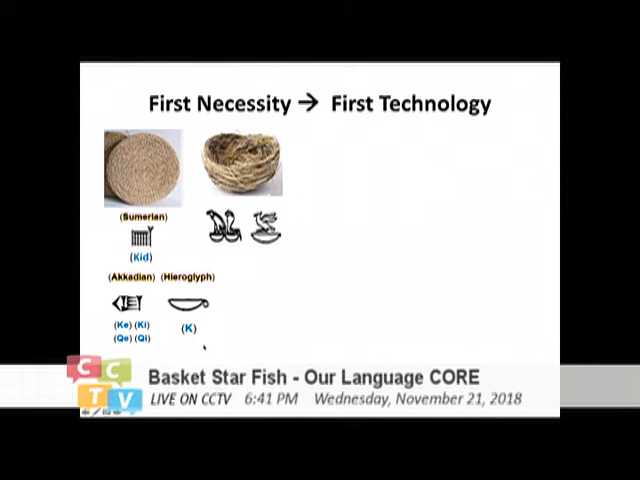 First Necessity → First Technology
(Sumerian)
(Kid)
(Akkadian) (Hieroglyph)
(Ke) (Ki)
(Qe) (Qi)
(K)
CCTV
Basket Star Fish - Our Language CORE
LIVE ON CCTV 6:41 PM Wednesday, November 21, 2018